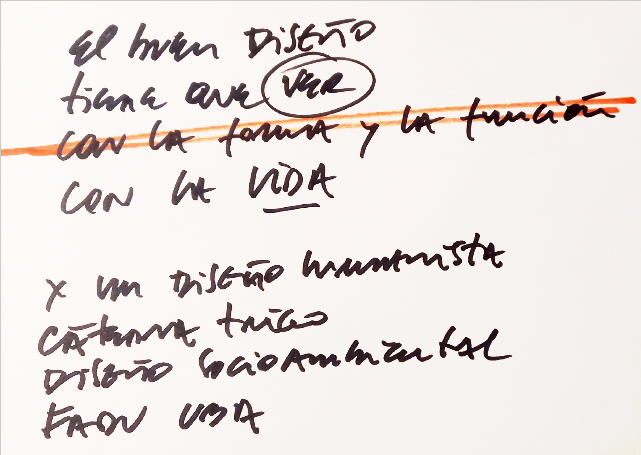 El buen DISEÑO
tiene que VER
con la forma y la función
con la VIDA
x un DISEÑO humanista
CÁTEDRA trigo
DISEÑO SocioAmbiental
FADU UBA